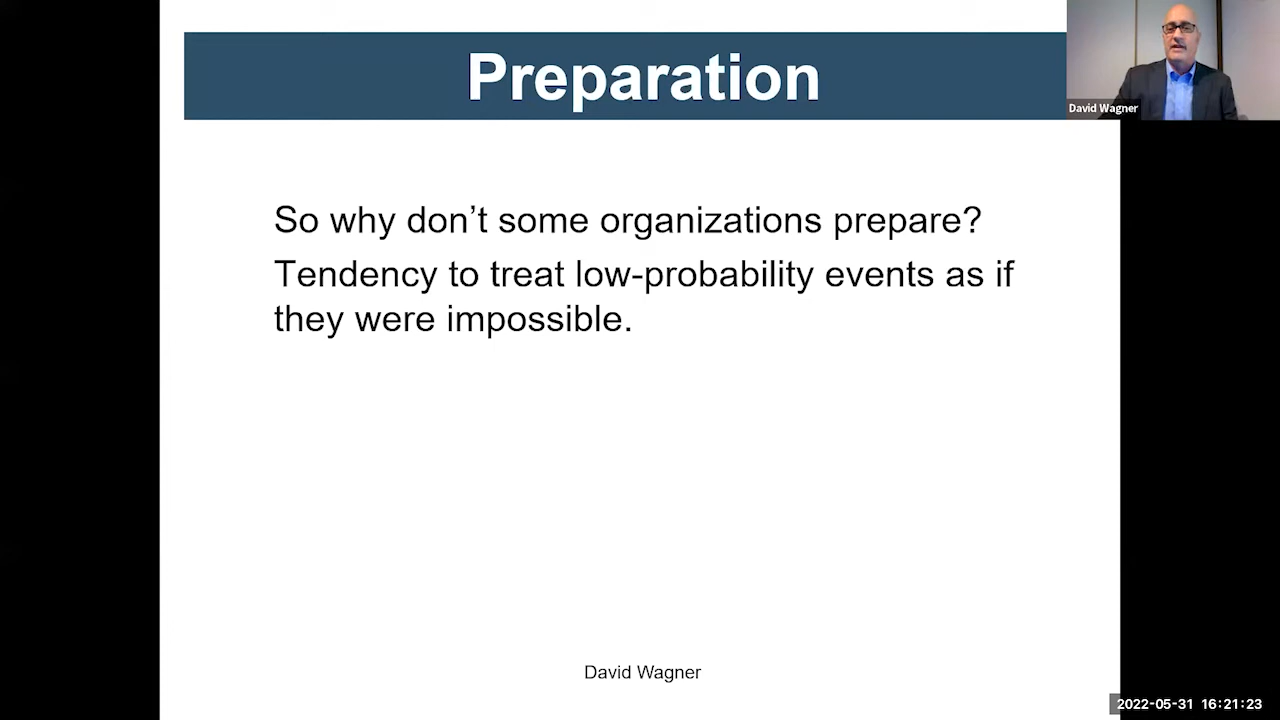 Preparation
David Wagner
So why don’t some organizations prepare?
Tendency to treat low-probability events as if
they were impossible.
David Wagner
2022-05-31 16:21:23